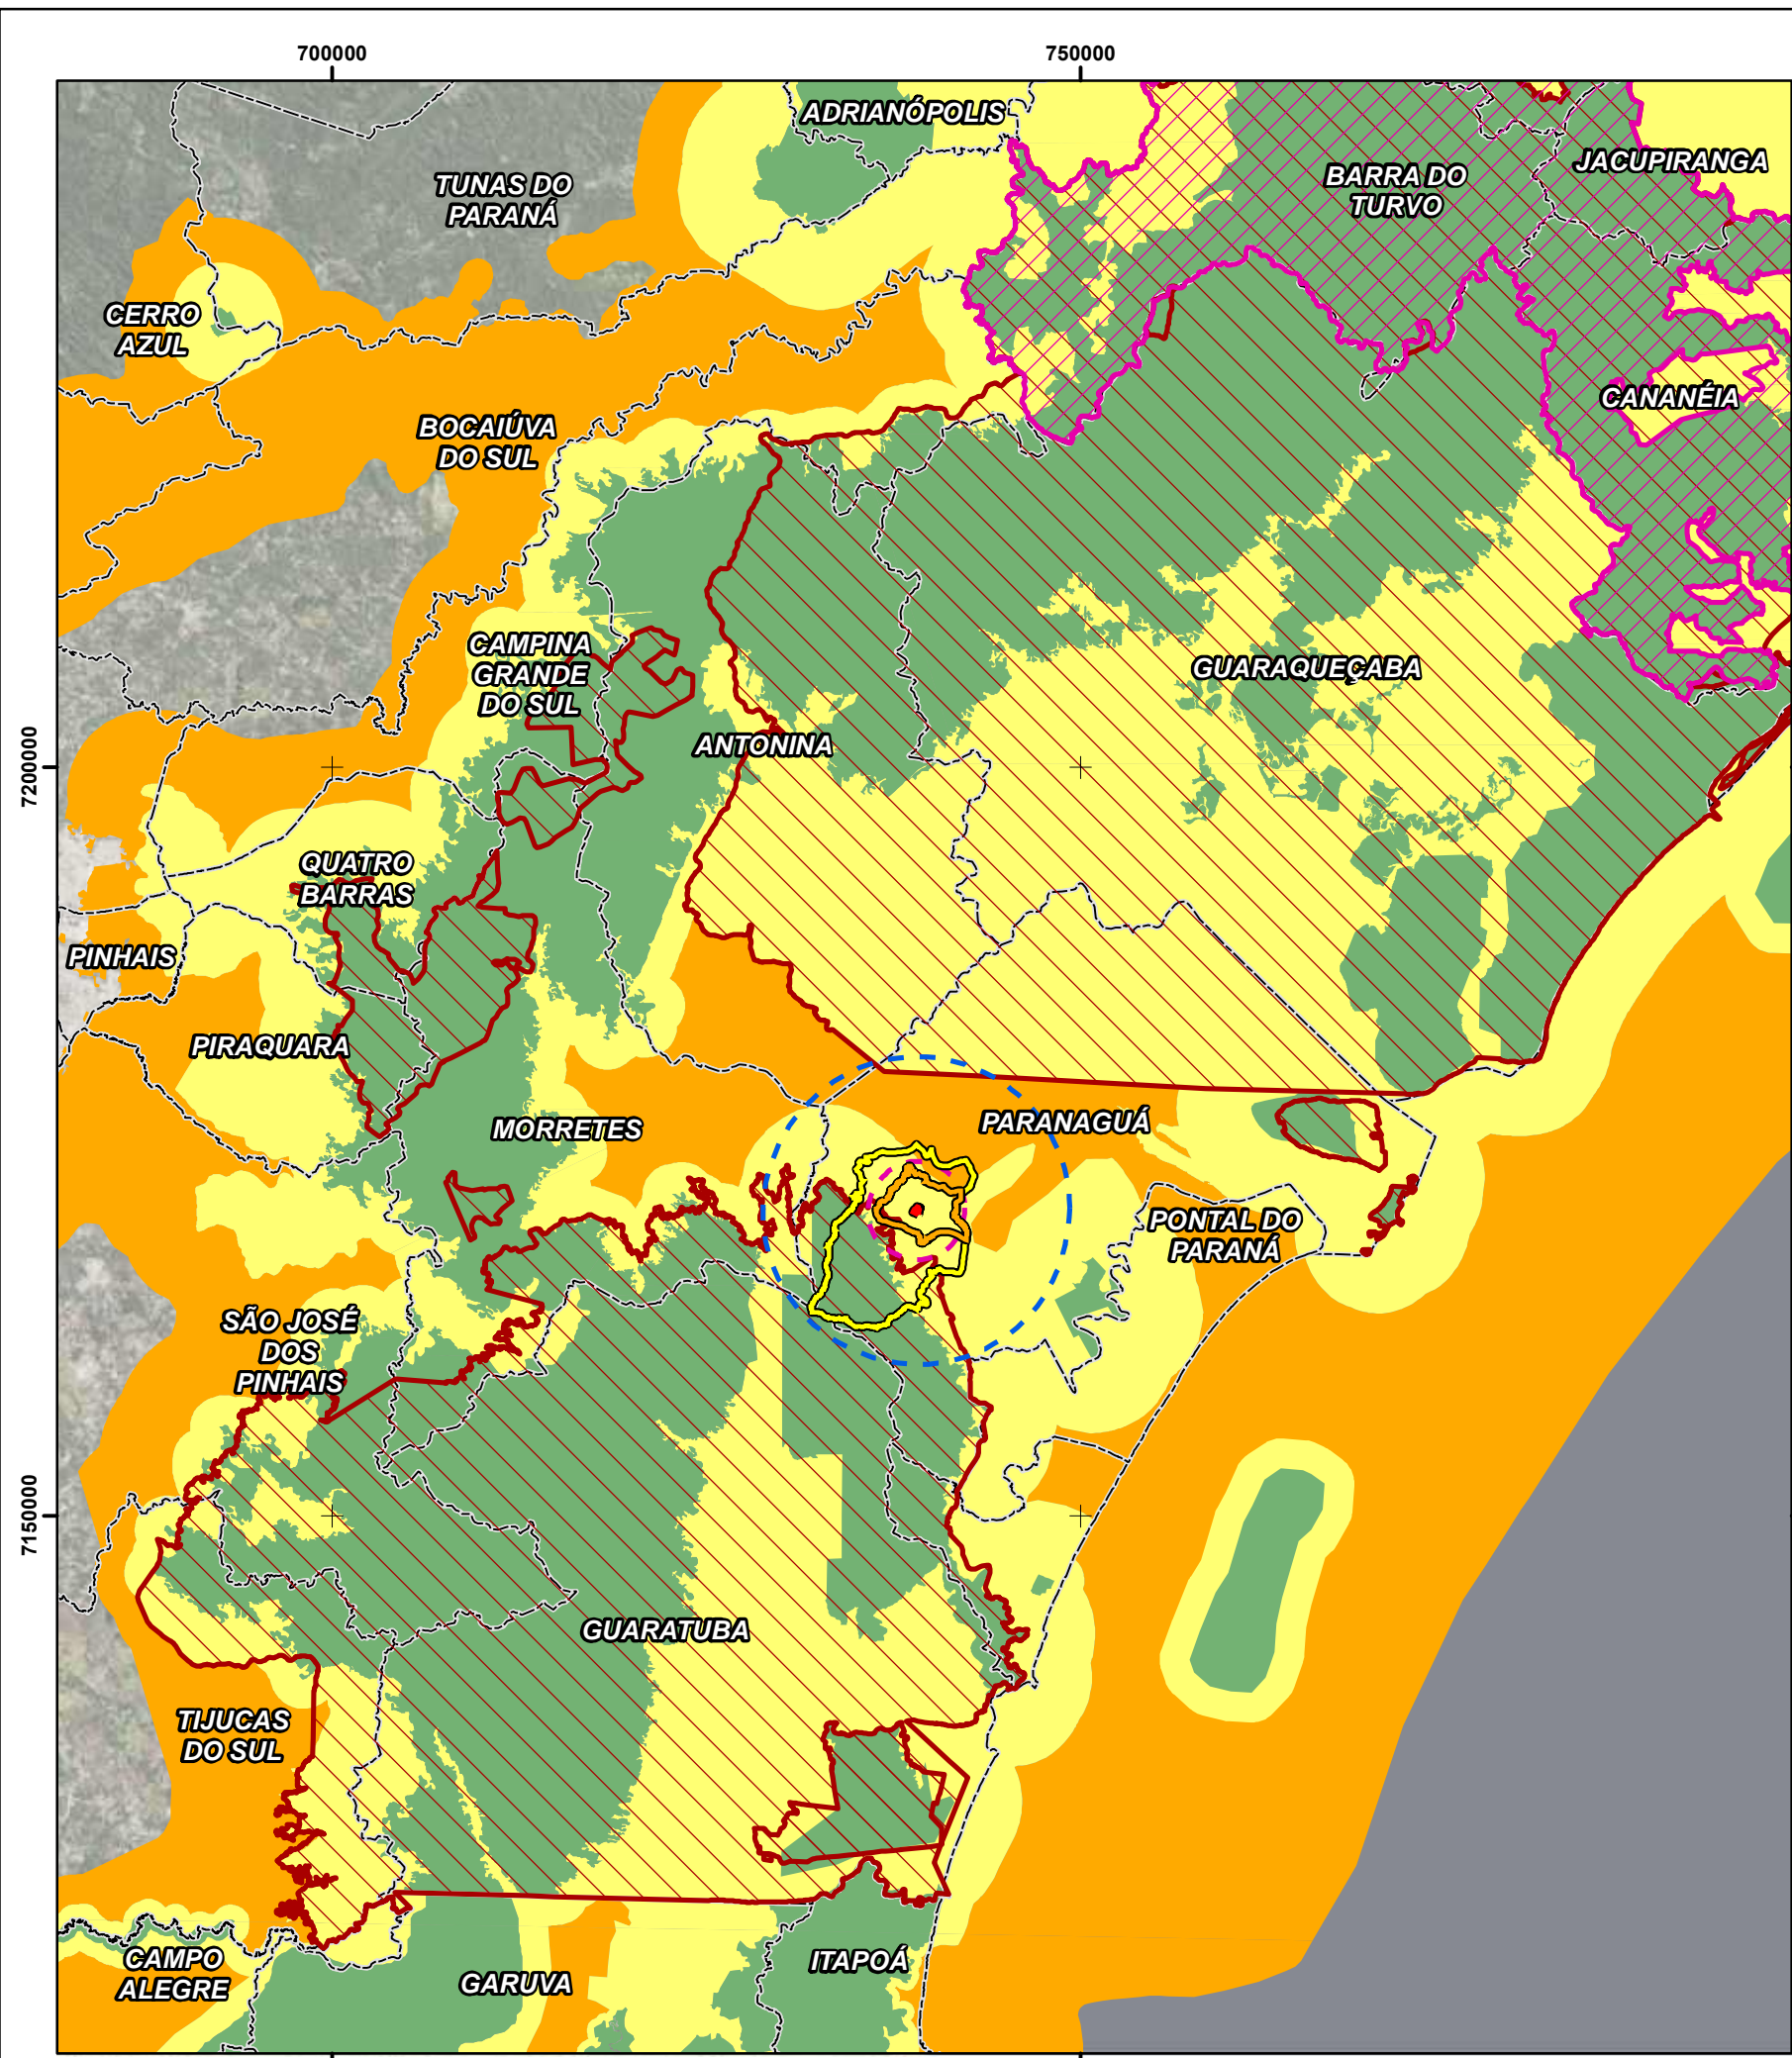 700000
750000
ADRIANÓPOLIS
TUNAS DO
PARANÁ
BARRA DO
TURVO
JACUPIRANGA
CERRO
AZUL
BOCAIÚVA
DO SUL
CANANÉIA
CAMPINA
GRANDE
DO SUL
GUARAQUEÇABA
ANTONINA
7200000
QUATRO
BARRAS
PINHAIS
PIRAQUARA
MORRETES
PARANAGUÁ
PONTAL DO
PARANÁ
SÃO JOSÉ
DOS
PINHAIS
7150000
GUARATUBA
TIJUCAS
DO SUL
CAMPO
ALEGRE
GARUVA
ITAPOÁ